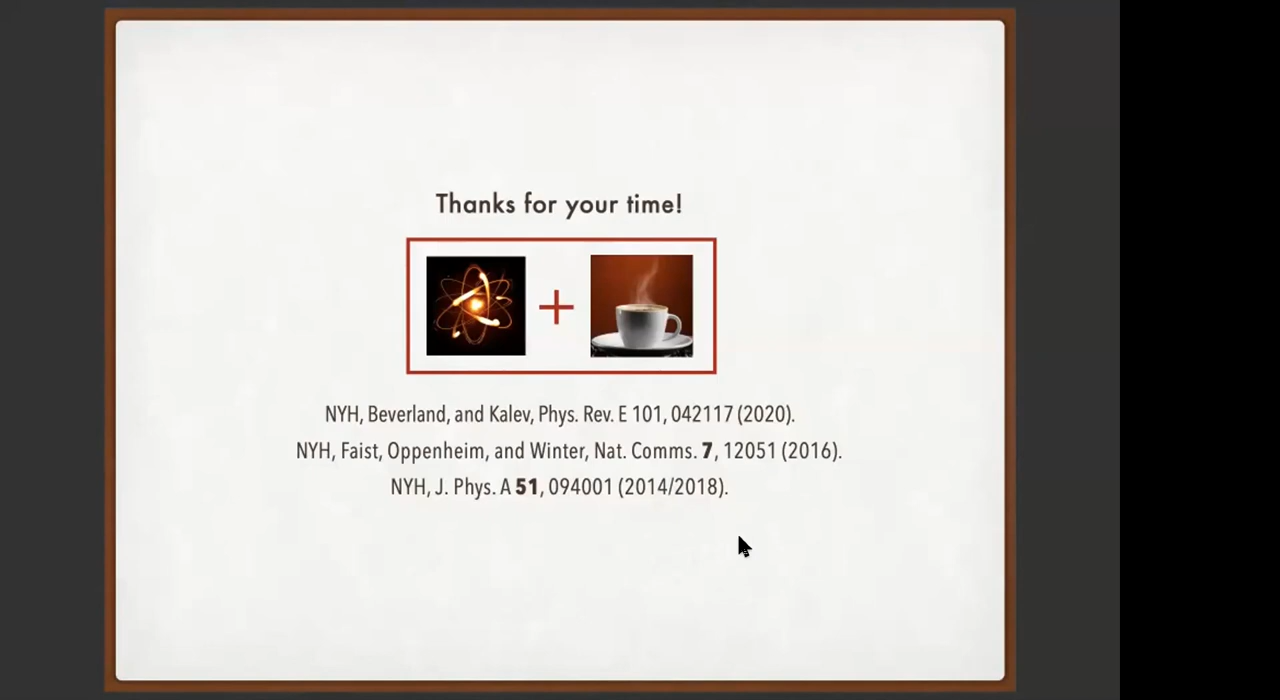 Thanks for your time!
+
NYH, Beverland, and Kalev, Phys. Rev. E 101, 042117 (2020).
NYH, Faist, Oppenheim, and Winter, Nat. Comms. 7, 12051 (2016).
NYH, J. Phys. A 51, 094001 (2014/2018).